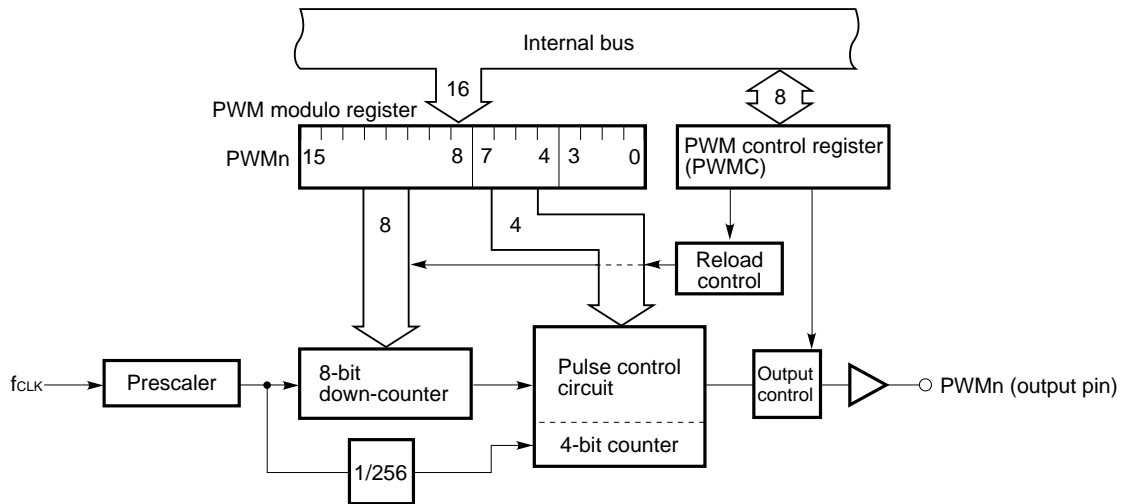 Internal bus
16
8
PWM modulo register
PWMn
15
8
7
4
3
0
PWM control register
(PWMC)
8
4
Reload
control
fCLK
Prescaler
8-bit
down-counter
Pulse control
circuit
4-bit counter
Output
control
PWMn (output pin)
1/256